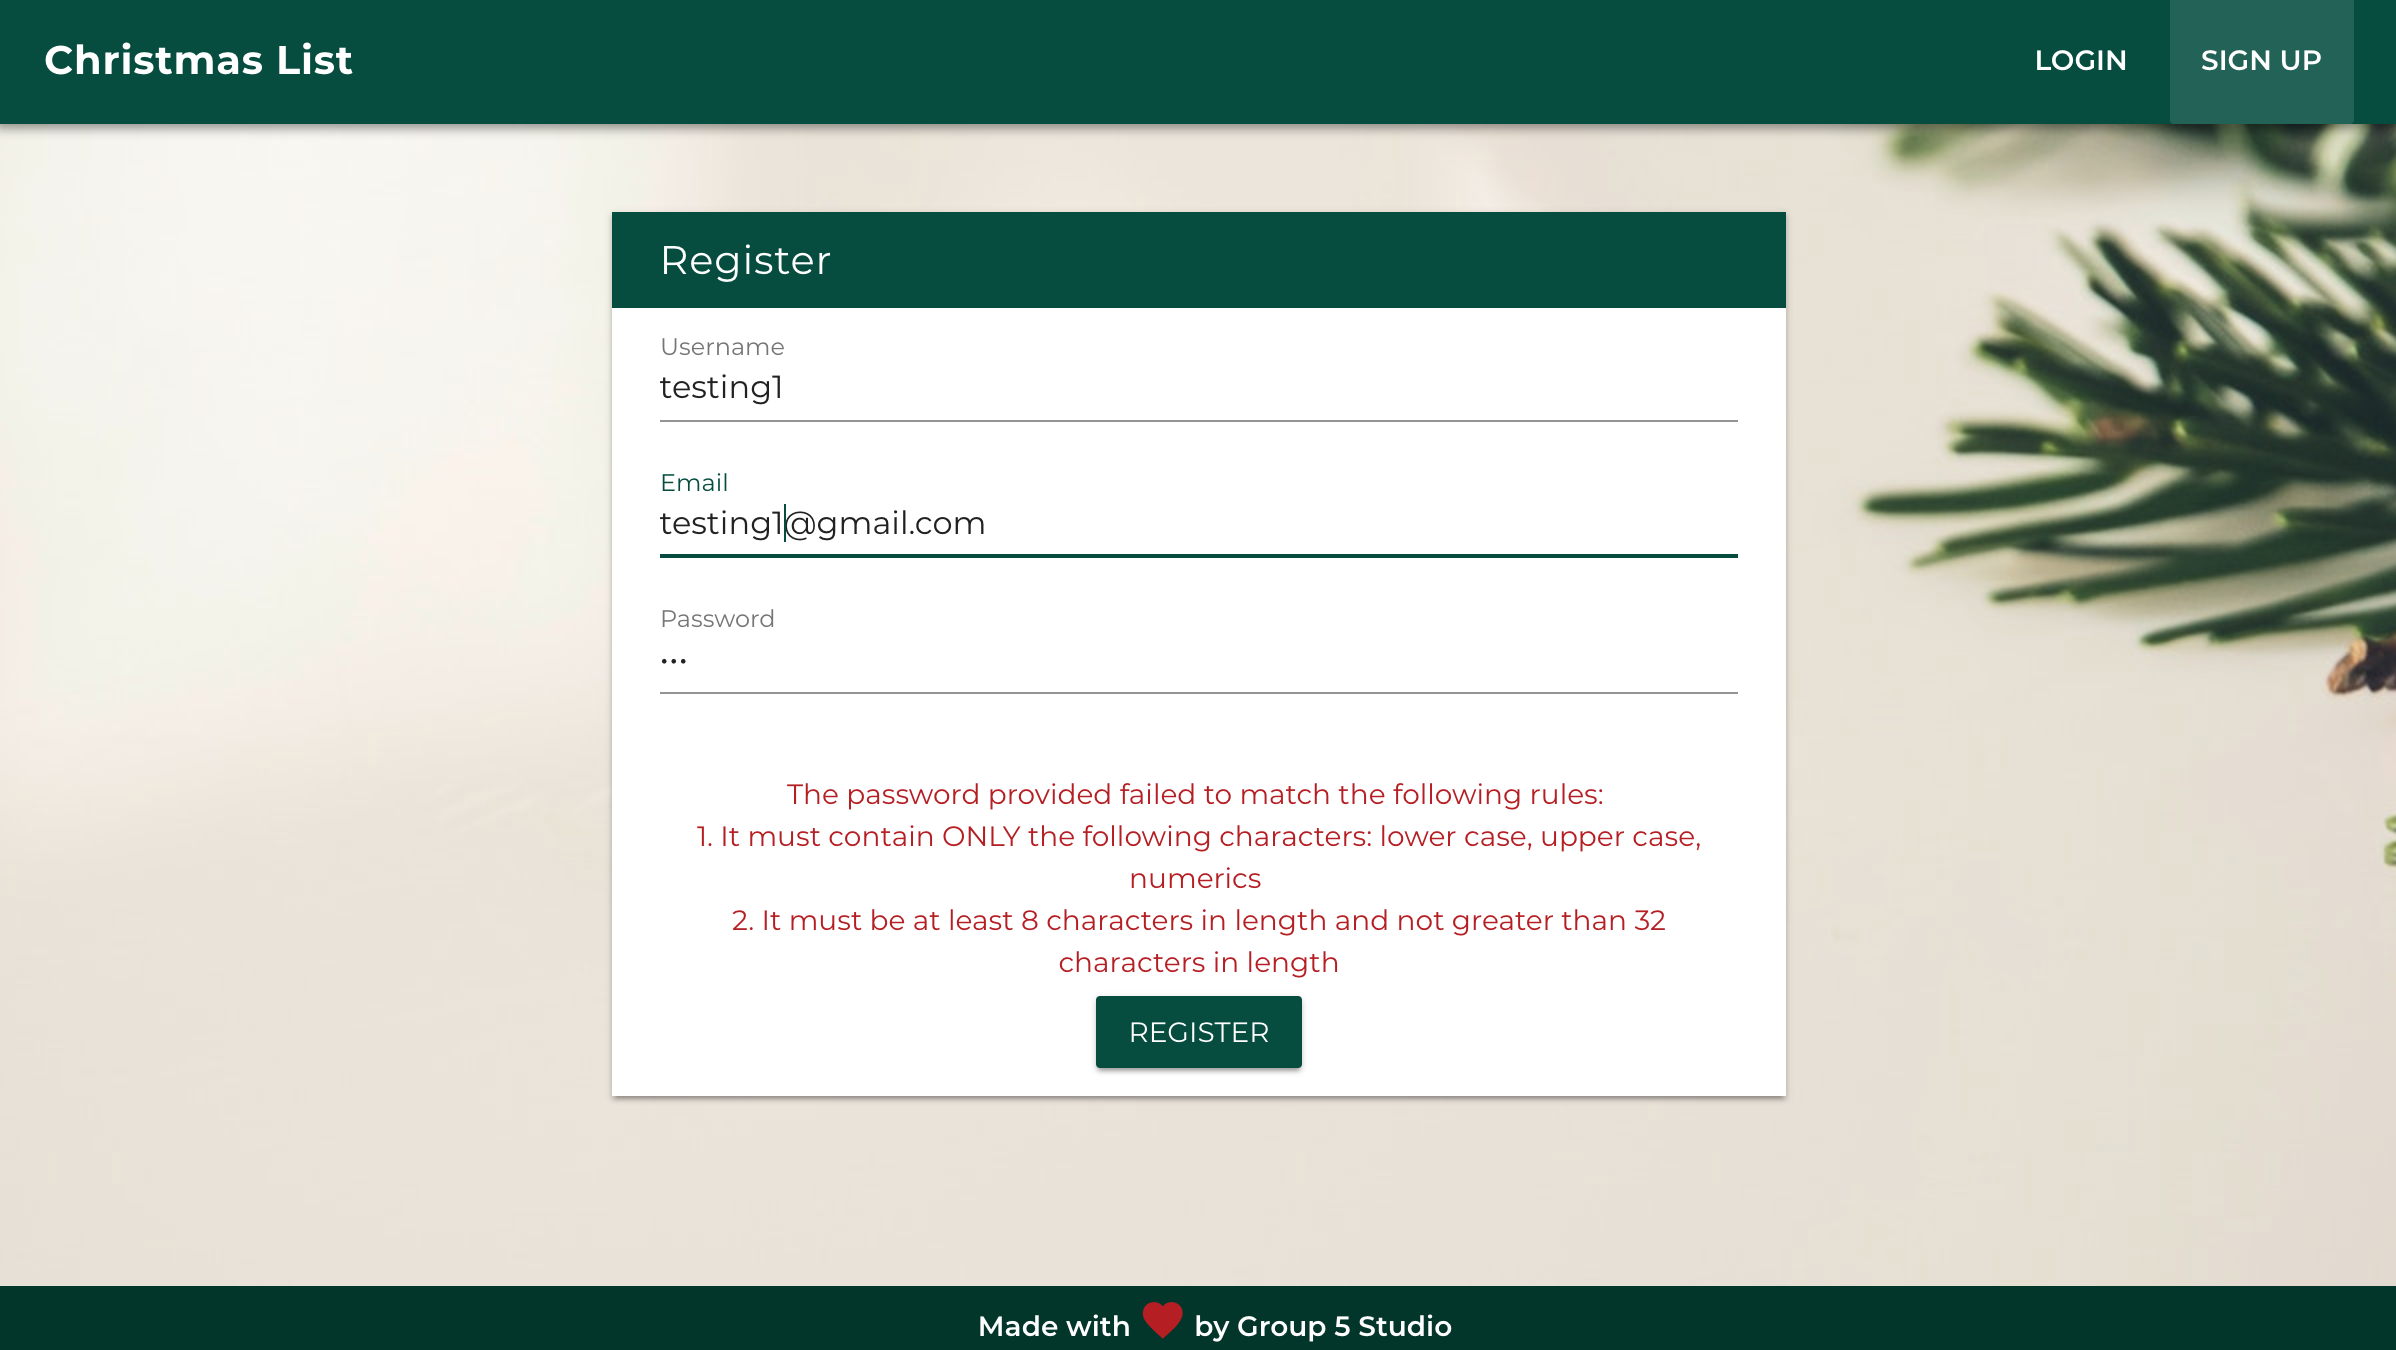 Christmas List
LOGIN
SIGN UP
Register
Username
testing1
Email
testing1@gmail.com
Password
•••
The password provided failed to match the following rules:
1. It must contain ONLY the following characters: lower case, upper case,
numerics
2. It must be at least 8 characters in length and not greater than 32
characters in length
REGISTER
Made with ❤ by Group 5 Studio